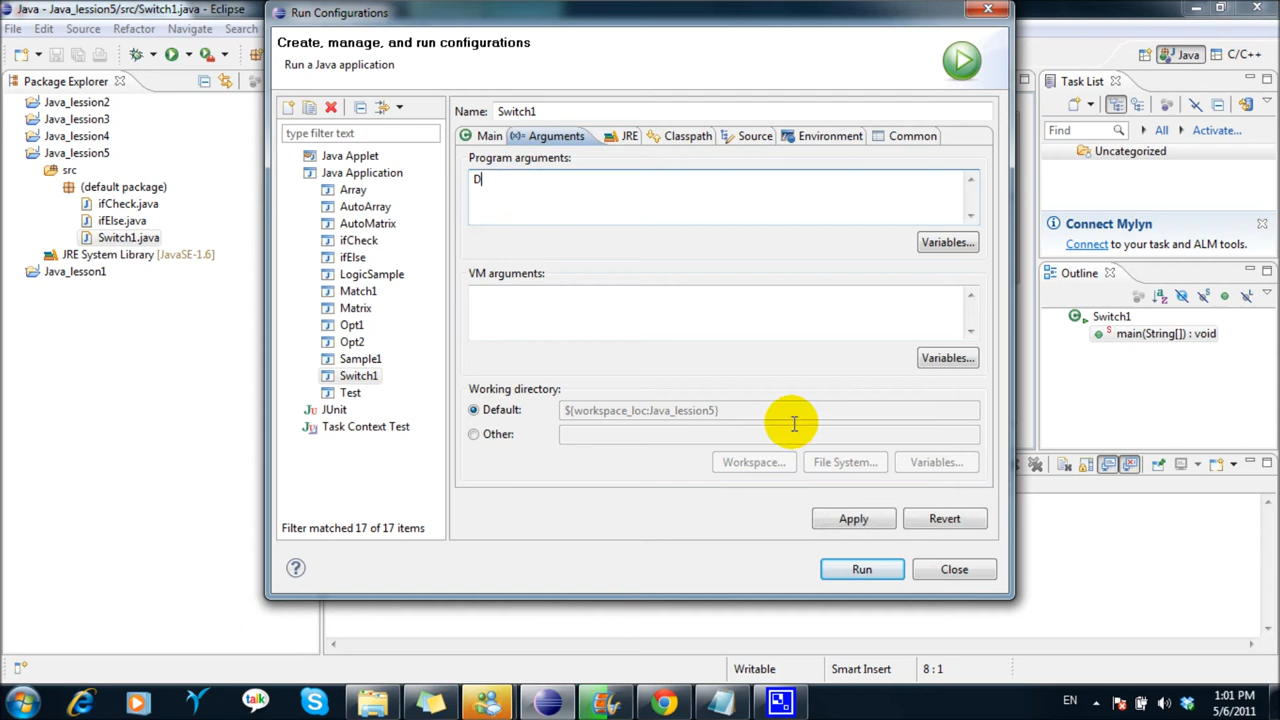 Java - Java_lession5/src/Switch1.java - Eclipse
File Edit Source Refactor Navigate Search
Java C/C++
Package Explorer
Java_lession2
Java_lession3
Java_lession4
Java_lession5
src
(default package)
ifCheck.java
ifElse.java
Switch1.java
JRE System Library [JavaSE-1.6]
Java_lesson1
Run Configurations
Create, manage, and run configurations
Run a Java application
type filter text
Java Applet
Java Application
Array
AutoArray
AutoMatrix
ifCheck
ifElse
LogicSample
Match1
Matrix
Opt1
Opt2
Sample1
Switch1
Test
JUnit
Task Context Test
Filter matched 17 of 17 items
Name: Switch1
Main (x)= Arguments JRE Classpath Source Environment Common
Program arguments:
D
Variables...
VM arguments:
Variables...
Working directory:
Default: ${workspace_loc:Java_lession5}
Other:
Workspace... File System... Variables...
Apply Revert
Run Close
Task List
Find All Activate...
Uncategorized
Connect Mylyn
Connect to your task and ALM tools.
Outline
Switch1
main(String[]) : void
Writable Smart Insert 8 : 1
talk
EN
1:01 PM
5/6/2011